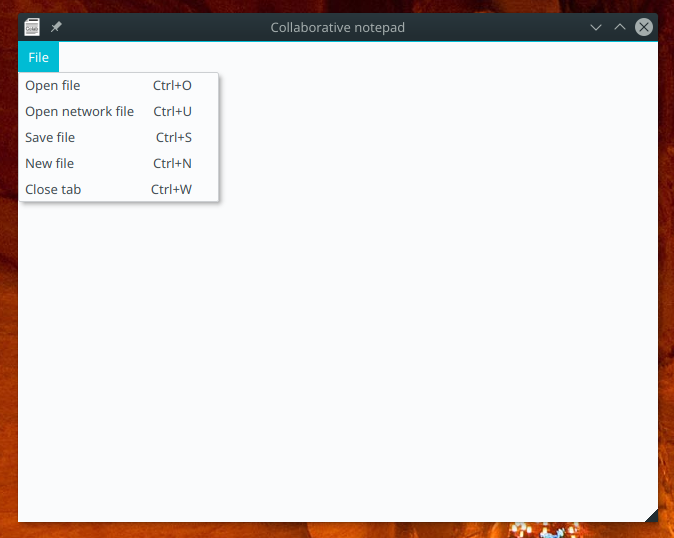 Collaborative notepad
File
Open file Ctrl+O
Open network file Ctrl+U
Save file Ctrl+S
New file Ctrl+N
Close tab Ctrl+W